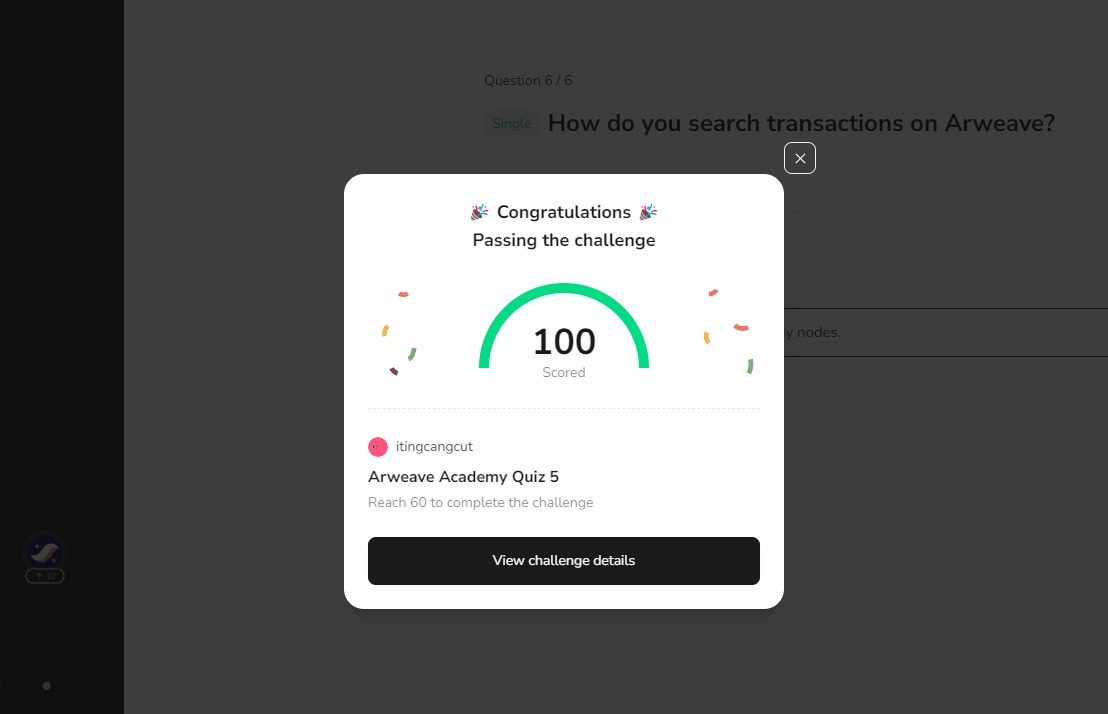 Question 6 / 6
Single How do you search transactions on Arweave?
Congratulations
Passing the challenge
100
Scored
y nodes.
itingcangcut
Arweave Academy Quiz 5
Reach 60 to complete the challenge
View challenge details
32